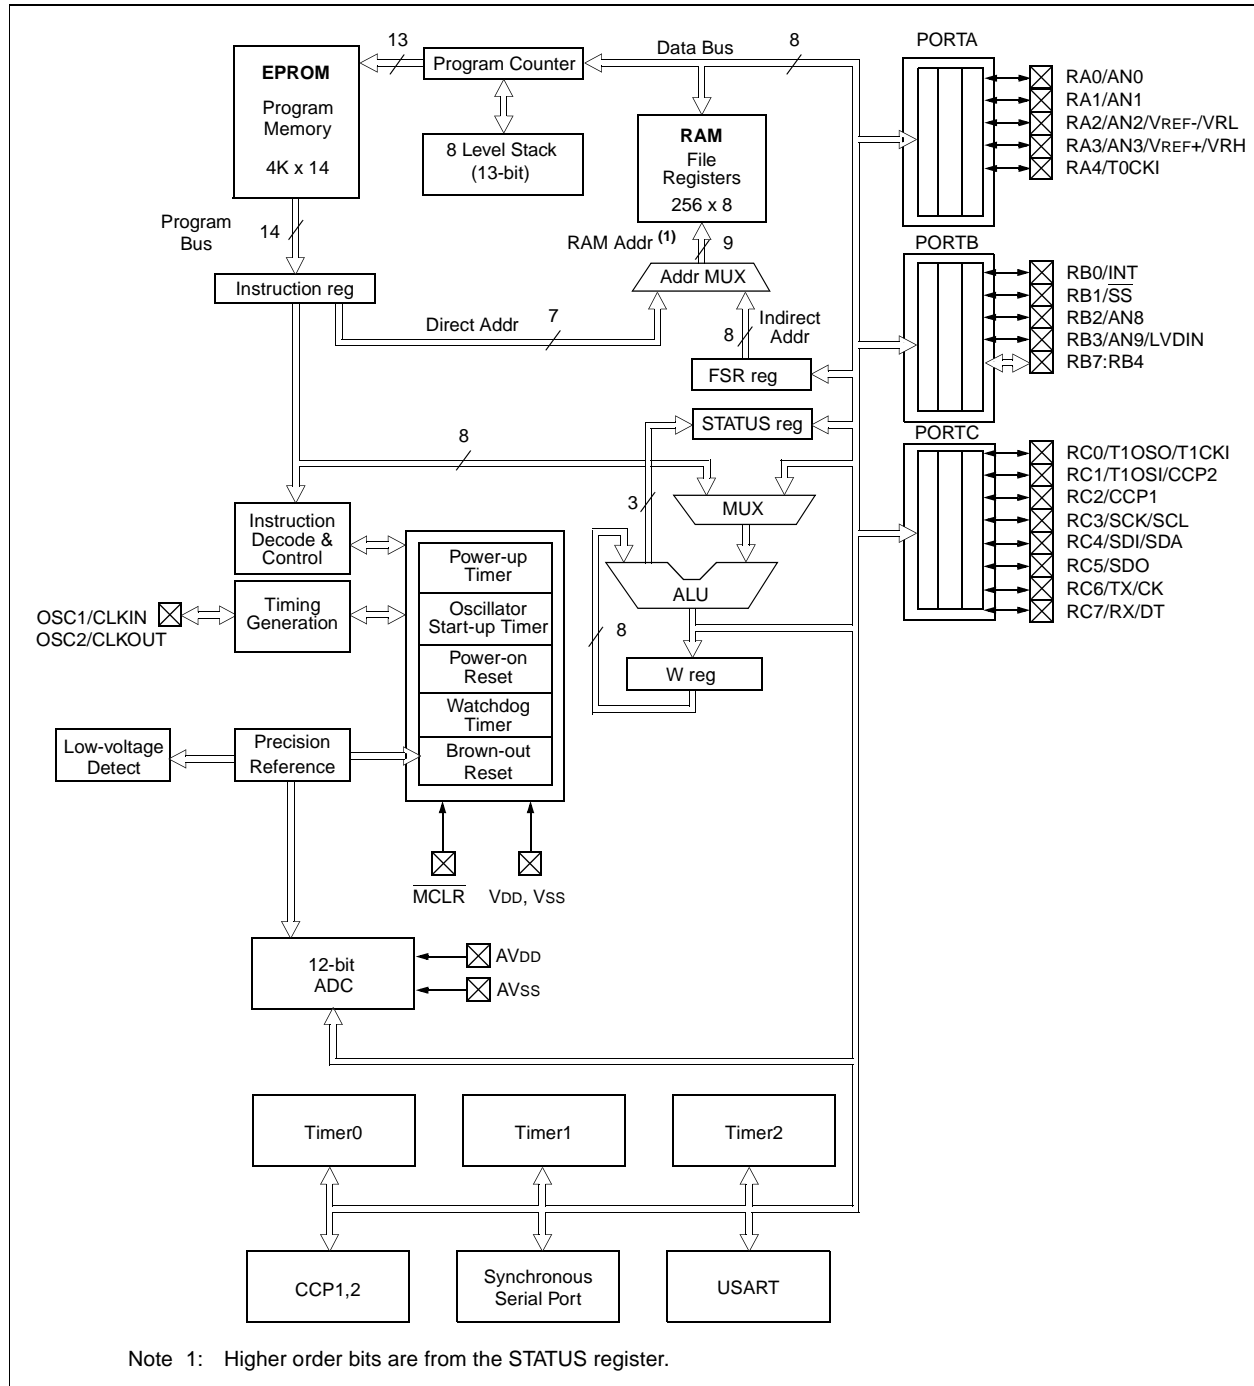 13
Data Bus
8
PORTA
EPROM
Program
Memory
4K x 14
Program Counter
8 Level Stack
(13-bit)
RAM
File
Registers
256 x 8
RA0/AN0
RA1/AN1
RA2/AN2/VREF-/VRL
RA3/AN3/VREF+/VRH
RA4/T0CKI
Program
Bus
14
RAM Addr (1)
9
PORTB
Instruction reg
Addr MUX
RB0/INT
RB1/SS
RB2/AN8
RB3/AN9/LVDIN
RB7:RB4
Direct Addr
7
8
Indirect
Addr
FSR reg
STATUS reg
PORTC
8
3
MUX
RC0/T1OSO/T1CKI
RC1/T1OSI/CCP2
RC2/CCP1
RC3/SCK/SCL
RC4/SDI/SDA
RC5/SDO
RC6/TX/CK
RC7/RX/DT
Instruction
Decode &
Control
Power-up
Timer
Oscillator
Start-up Timer
Power-on
Reset
Watchdog
Timer
Brown-out
Reset
ALU
8
W reg
OSC1/CLKIN
OSC2/CLKOUT
Timing
Generation
Low-voltage
Detect
Precision
Reference
MCLR
VDD, VSS
12-bit
ADC
AVDD
AVSS
Timer0
Timer1
Timer2
CCP1,2
Synchronous
Serial Port
USART
Note 1: Higher order bits are from the STATUS register.